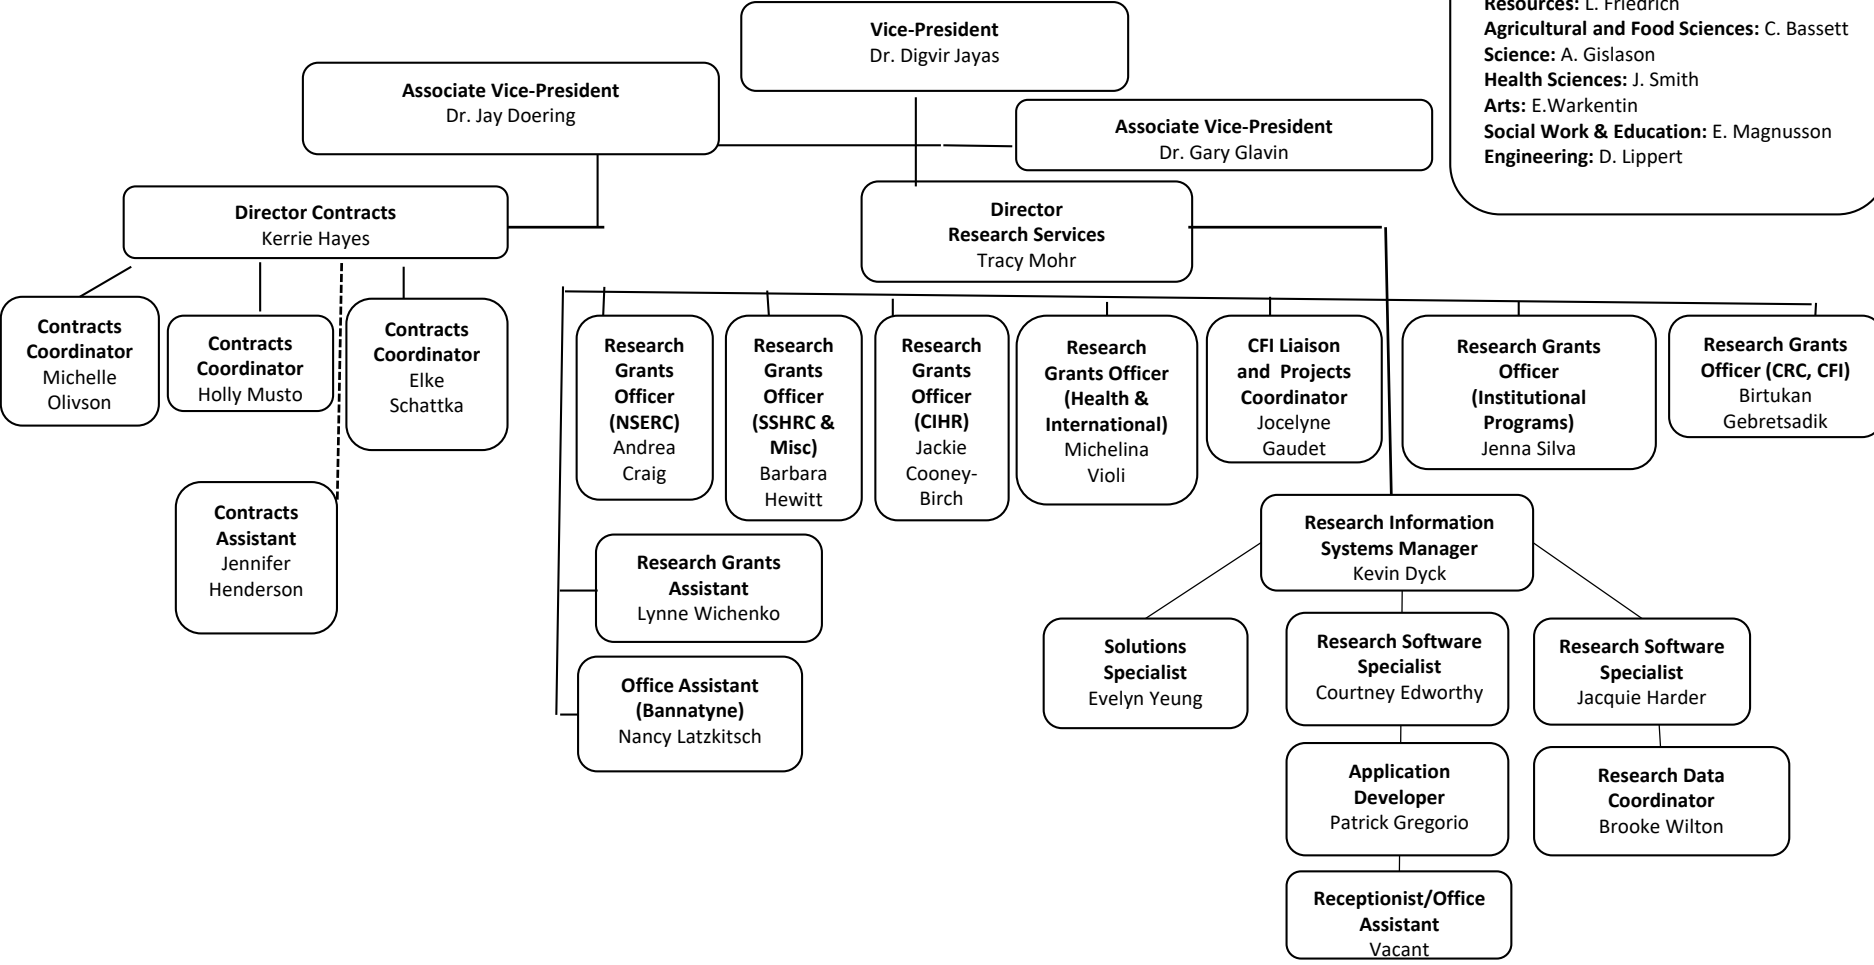 Vice-President
Dr. Digvir Jayas
Associate Vice-President
Dr. Jay Doering
Associate Vice-President
Dr. Gary Glavin
Resources: L. Friedrich
Agricultural and Food Sciences: C. Bassett
Science: A. Gislason
Health Sciences: J. Smith
Arts: E.Warkentin
Social Work & Education: E. Magnusson
Engineering: D. Lippert
Director Contracts
Kerrie Hayes
Director
Research Services
Tracy Mohr
Contracts
Coordinator
Michelle
Olivson
Contracts
Coordinator
Holly Musto
Contracts
Coordinator
Elke
Schattka
Contracts
Assistant
Jennifer
Henderson
Research
Grants
Officer
(NSERC)
Andrea
Craig
Research
Grants
Officer
(SSHRC &
Misc)
Barbara
Hewitt
Research
Grants
Officer
(CIHR)
Jackie
Cooney-
Birch
Research
Grants Officer
(Health &
International)
Michelina
Violi
CFI Liaison
and  Projects
Coordinator
Jocelyne
Gaudet
Research Grants
Officer
(Institutional
Programs)
Jenna Silva
Research Grants
Officer (CRC, CFI)
Birtukan
Gebretsadik
Research Grants
Assistant
Lynne Wichenko
Office Assistant
(Bannatyne)
Nancy Latzkitsch
Research Information
Systems Manager
Kevin Dyck
Solutions
Specialist
Evelyn Yeung
Research Software
Specialist
Courtney Edworthy
Research Software
Specialist
Jacquie Harder
Application
Developer
Patrick Gregorio
Research Data
Coordinator
Brooke Wilton
Receptionist/Office
Assistant
Vacant